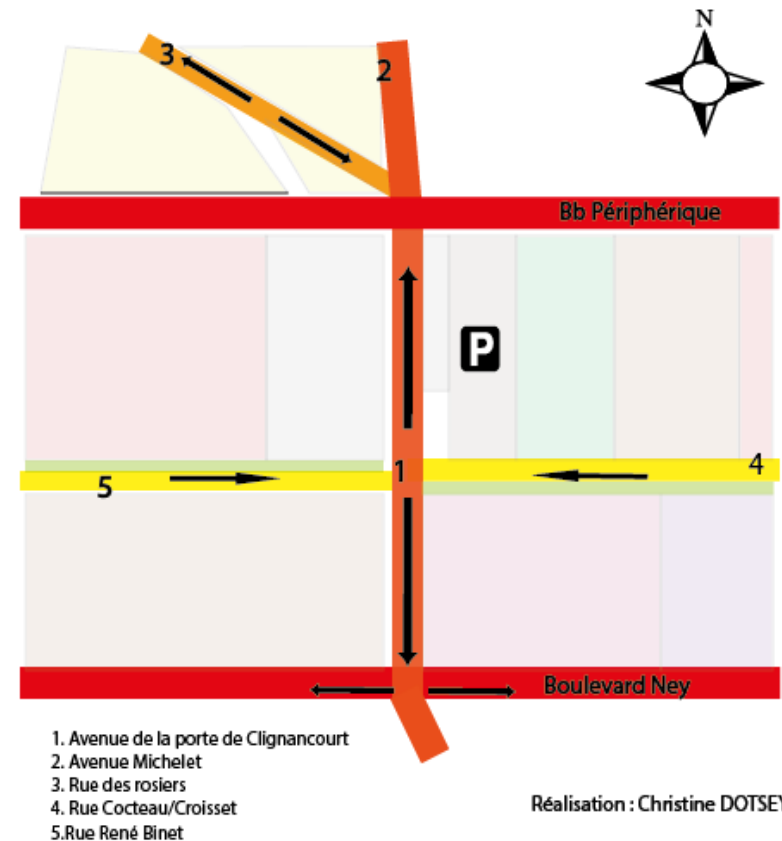 N
3
2
Bb Périphérique
P
1
4
5
Boulevard Ney
1. Avenue de la porte de Clignancourt
2. Avenue Michelet
3. Rue des rosiers
4. Rue Cocteau/Croisset
5.Rue René Binet
Réalisation : Christine DOTSEY